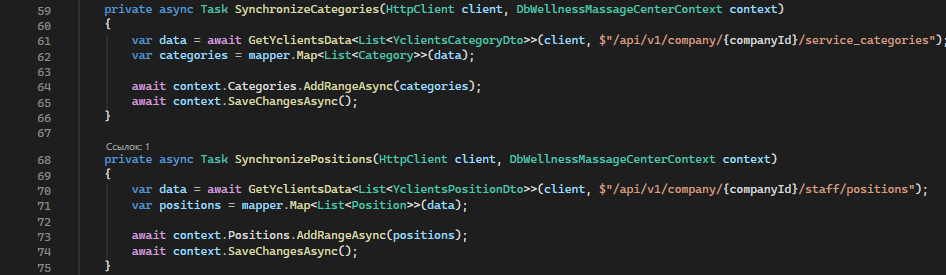 59 private async Task SynchronizeCategories(HttpClient client, DbWellnessMassageCenterContext context)
60 {
61 var data = await GetYclientsData<List<YclientsCategoryDto>>(client, $"/api/v1/company/{companyId}/service_categories");
62 var categories = mapper.Map<List<Category>>(data);
63
64 await context.Categories.AddRangeAsync(categories);
65 await context.SaveChangesAsync();
66 }
67
Ссылок: 1
68 private async Task SynchronizePositions(HttpClient client, DbWellnessMassageCenterContext context)
69 {
70 var data = await GetYclientsData<List<YclientsPositionDto>>(client, $"/api/v1/company/{companyId}/staff/positions");
71 var positions = mapper.Map<List<Position>>(data);
72
73 await context.Positions.AddRangeAsync(positions);
74 await context.SaveChangesAsync();
75 }